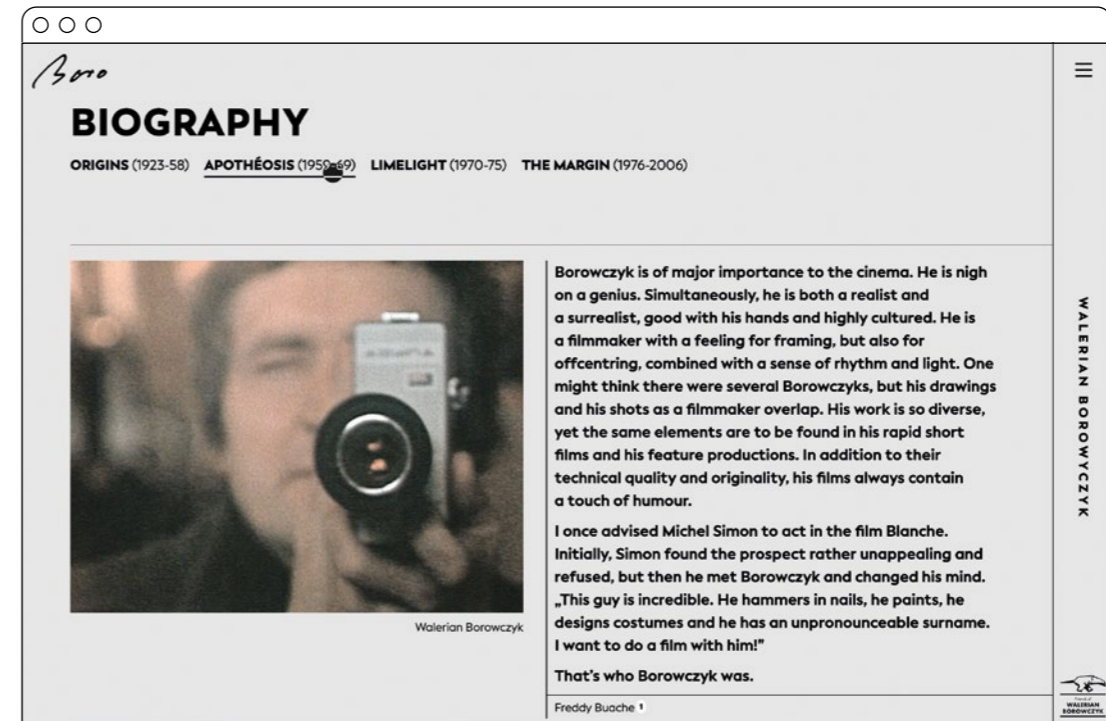 Boro
BIOGRAPHY
ORIGINS (1923-58) APOTHÉOSIS (1959-69) LIMELIGHT (1970-75) THE MARGIN (1976-2006)
Borowczyk is of major importance to the cinema. He is nigh
on a genius. Simultaneously, he is both a realist and
a surrealist, good with his hands and highly cultured. He is
a filmmaker with a feeling for framing, but also for
offcentring, combined with a sense of rhythm and light. One
might think there were several Borowczyks, but his drawings
and his shots as a filmmaker overlap. His work is so diverse,
yet the same elements are to be found in his rapid short
films and his feature productions. In addition to their
technical quality and originality, his films always contain
a touch of humour.
I once advised Michel Simon to act in the film Blanche.
Initially, Simon found the prospect rather unappealing and
refused, but then he met Borowczyk and changed his mind.
„This guy is incredible. He hammers in nails, he paints, he
designs costumes and he has an unpronounceable surname.
I want to do a film with him!”
That's who Borowczyk was.
Freddy Buache 1
Walerian Borowczyk
WALERIAN BOROWYCZYK
Friends of
WALERIAN
BOROWCZYK